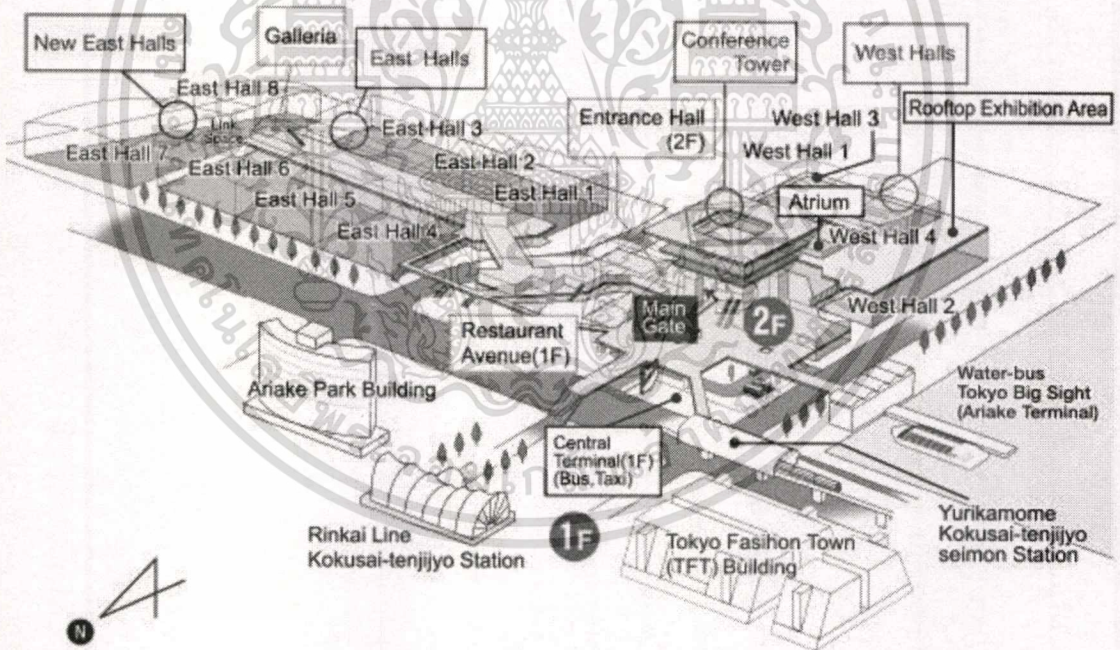 New East Halls
Galleria
East Halls
Conference
Tower
West Halls
East Hall 8
Rooftop Exhibition Area
Entrance Hall
(2F)
West Hall 3
East Hall 3
Link
Space
West Hall 1
East Hall 7
East Hall 6
East Hall 2
East Hall 5
East Hall 1
Atrium
East Hall 4
West Hall 4
Main
Gate
2F
West Hall 2
Restaurant
Avenue(1F)
Ariake Park Building
Water-bus
Tokyo Big Sight
(Ariake Terminal)
Central
Terminal(1F)
(Bus,Taxi)
Rinkai Line
Kokusai-tenjijyo Station
1F
Tokyo Fasihon Town
(TFT) Building
Yurikamome
Kokusai-tenjijyo
seimon Station
N